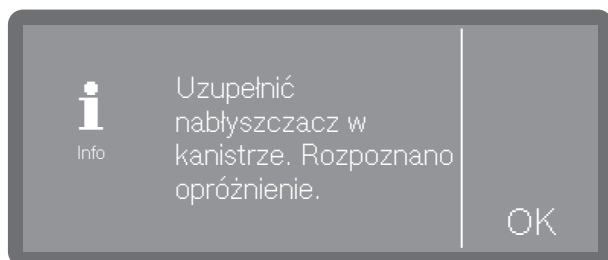 Info
Uzupełnić
nabłyszczacz w
kanistrze. Rozpoznano
opróżnienie.
OK